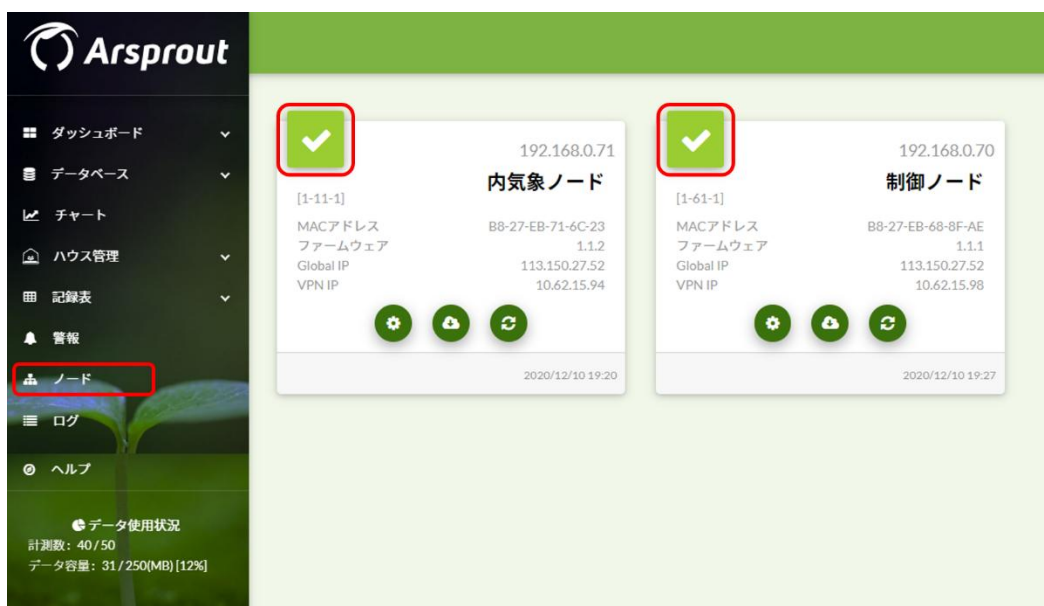 Arsprout
ダッシュボード
データベース
チャート
ハウス管理
記録表
警報
ノード
ログ
ヘルプ
データ使用状況
計測数: 40/50
データ容量: 31/250(MB) [12%]
192.168.0.71
内気象ノード
[1-11-1]
MACアドレス B8-27-EB-71-6C-23
ファームウェア 1.1.2
Global IP 113.150.27.52
VPN IP 10.62.15.94
2020/12/10 19:20
192.168.0.70
制御ノード
[1-61-1]
MACアドレス B8-27-EB-68-8F-AE
ファームウェア 1.1.1
Global IP 113.150.27.52
VPN IP 10.62.15.98
2020/12/10 19:27